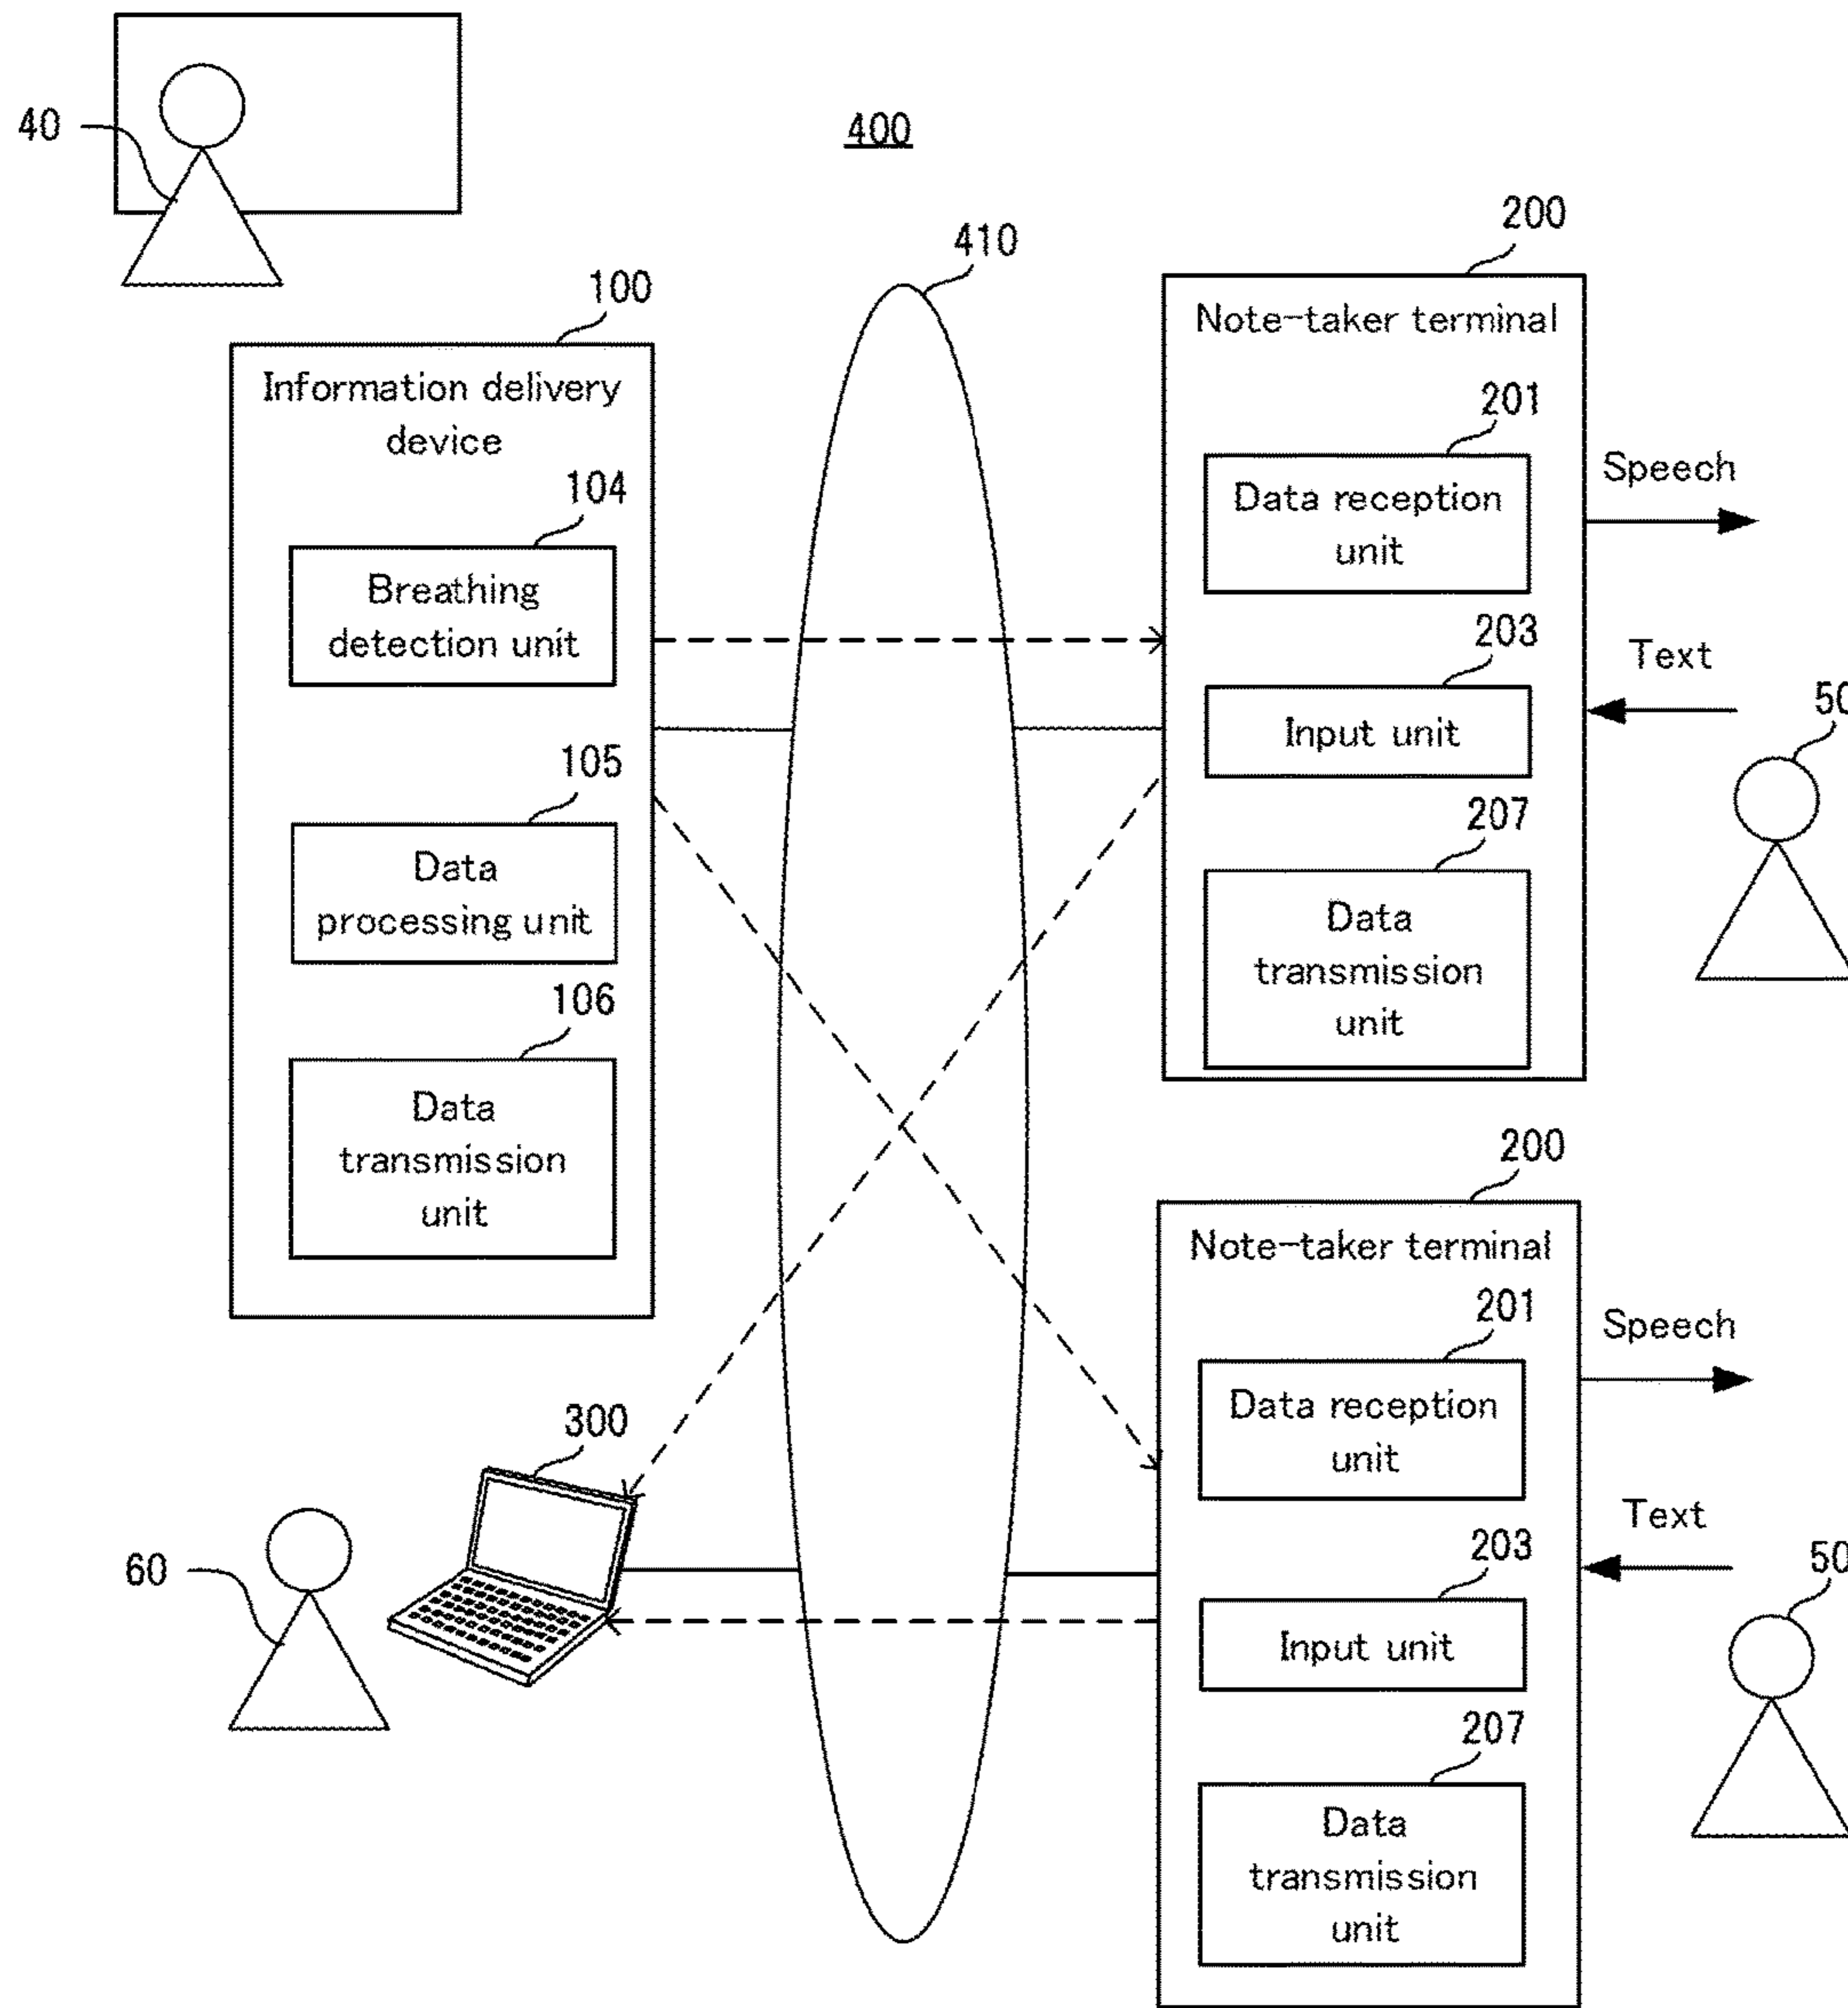 40
400
410
100
Information delivery
device
104
Breathing
detection unit
105
Data
processing unit
106
Data
transmission
unit
200
Note-taker terminal
201
Data reception
unit
Speech
203
Input unit
Text
50
207
Data
transmission
unit
200
Note-taker terminal
201
Data reception
unit
Speech
203
Input unit
Text
50
207
Data
transmission
unit
300
60